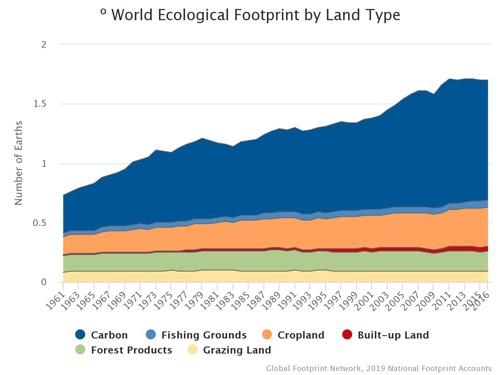 º World Ecological Footprint by Land Type
2
1.5
1
0.5
0
Number of Earths
1961 1963 1965 1967 1969 1971 1973 1975 1977 1979 1981 1983 1985 1987 1989 1991 1993 1995 1997 1999 2001 2003 2005 2007 2009 2011 2013 2015 2016
Carbon Fishing Grounds Cropland Built-up Land
Forest Products Grazing Land
Global Footprint Network, 2019 National Footprint Accounts